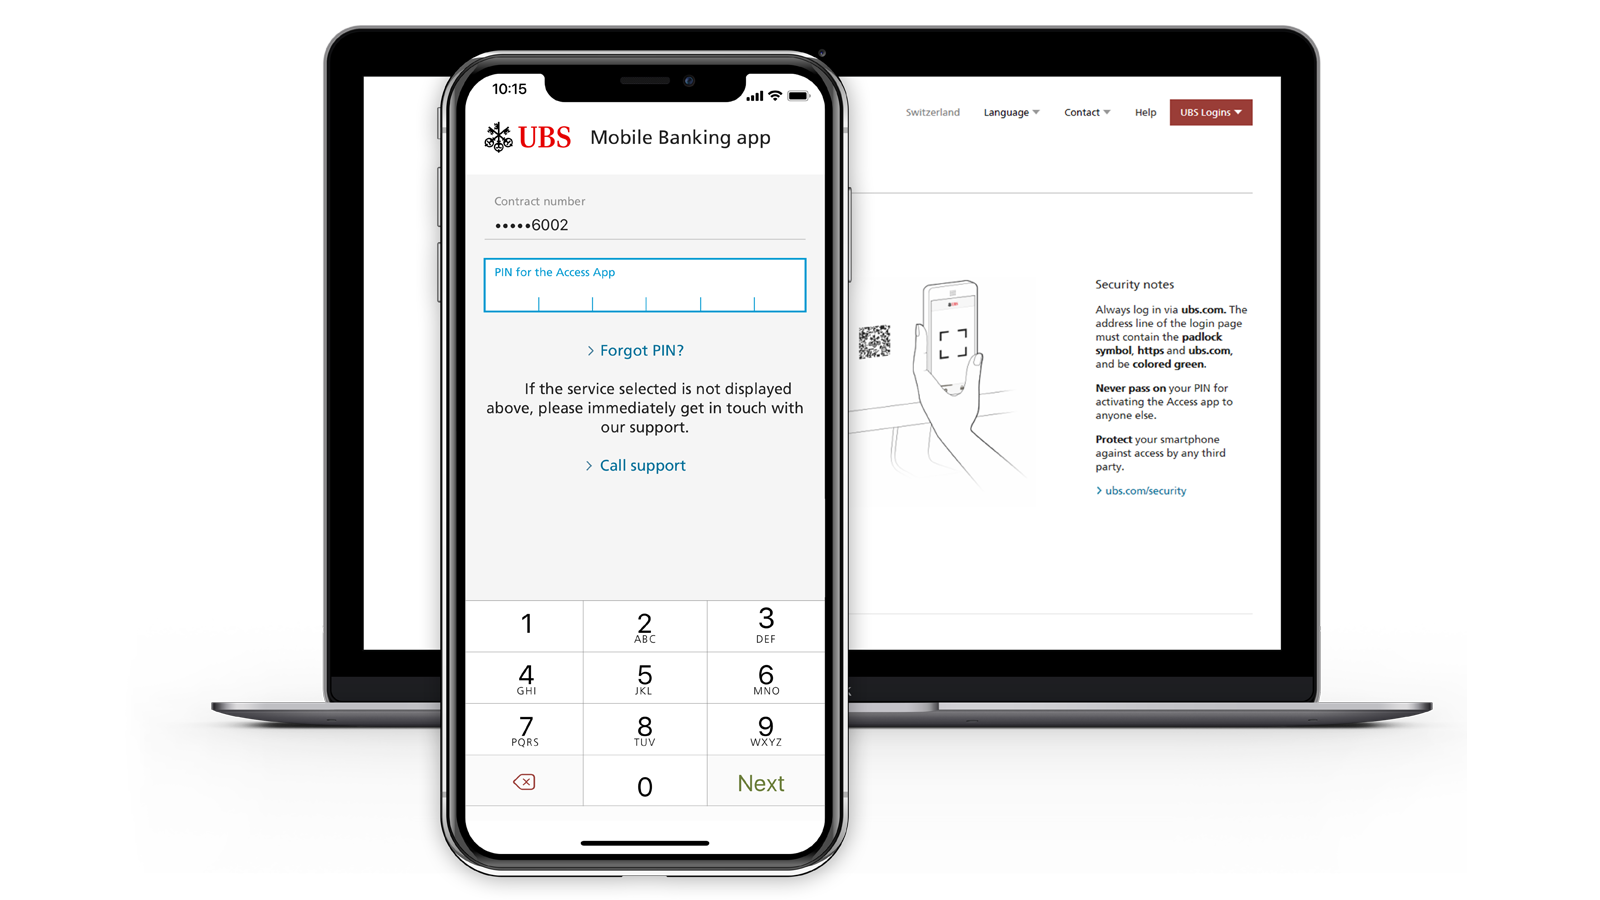 10:15
UBS Mobile Banking app
Contract number
•••••6002
PIN for the Access App
> Forgot PIN?
If the service selected is not displayed
above, please immediately get in touch with
our support.
> Call support
1
2
ABC
3
DEF
4
GHI
5
JKL
6
MNO
7
PQRS
8
TUV
9
WXYZ
0
Next
Switzerland
Language
Contact
Help
UBS Logins
UBS
Security notes
Always log in via ubs.com. The
address line of the login page
must contain the padlock
symbol, https and ubs.com,
and be colored green.
Never pass on your PIN for
activating the Access app to
anyone else.
Protect your smartphone
against access by any third
party.
> ubs.com/security